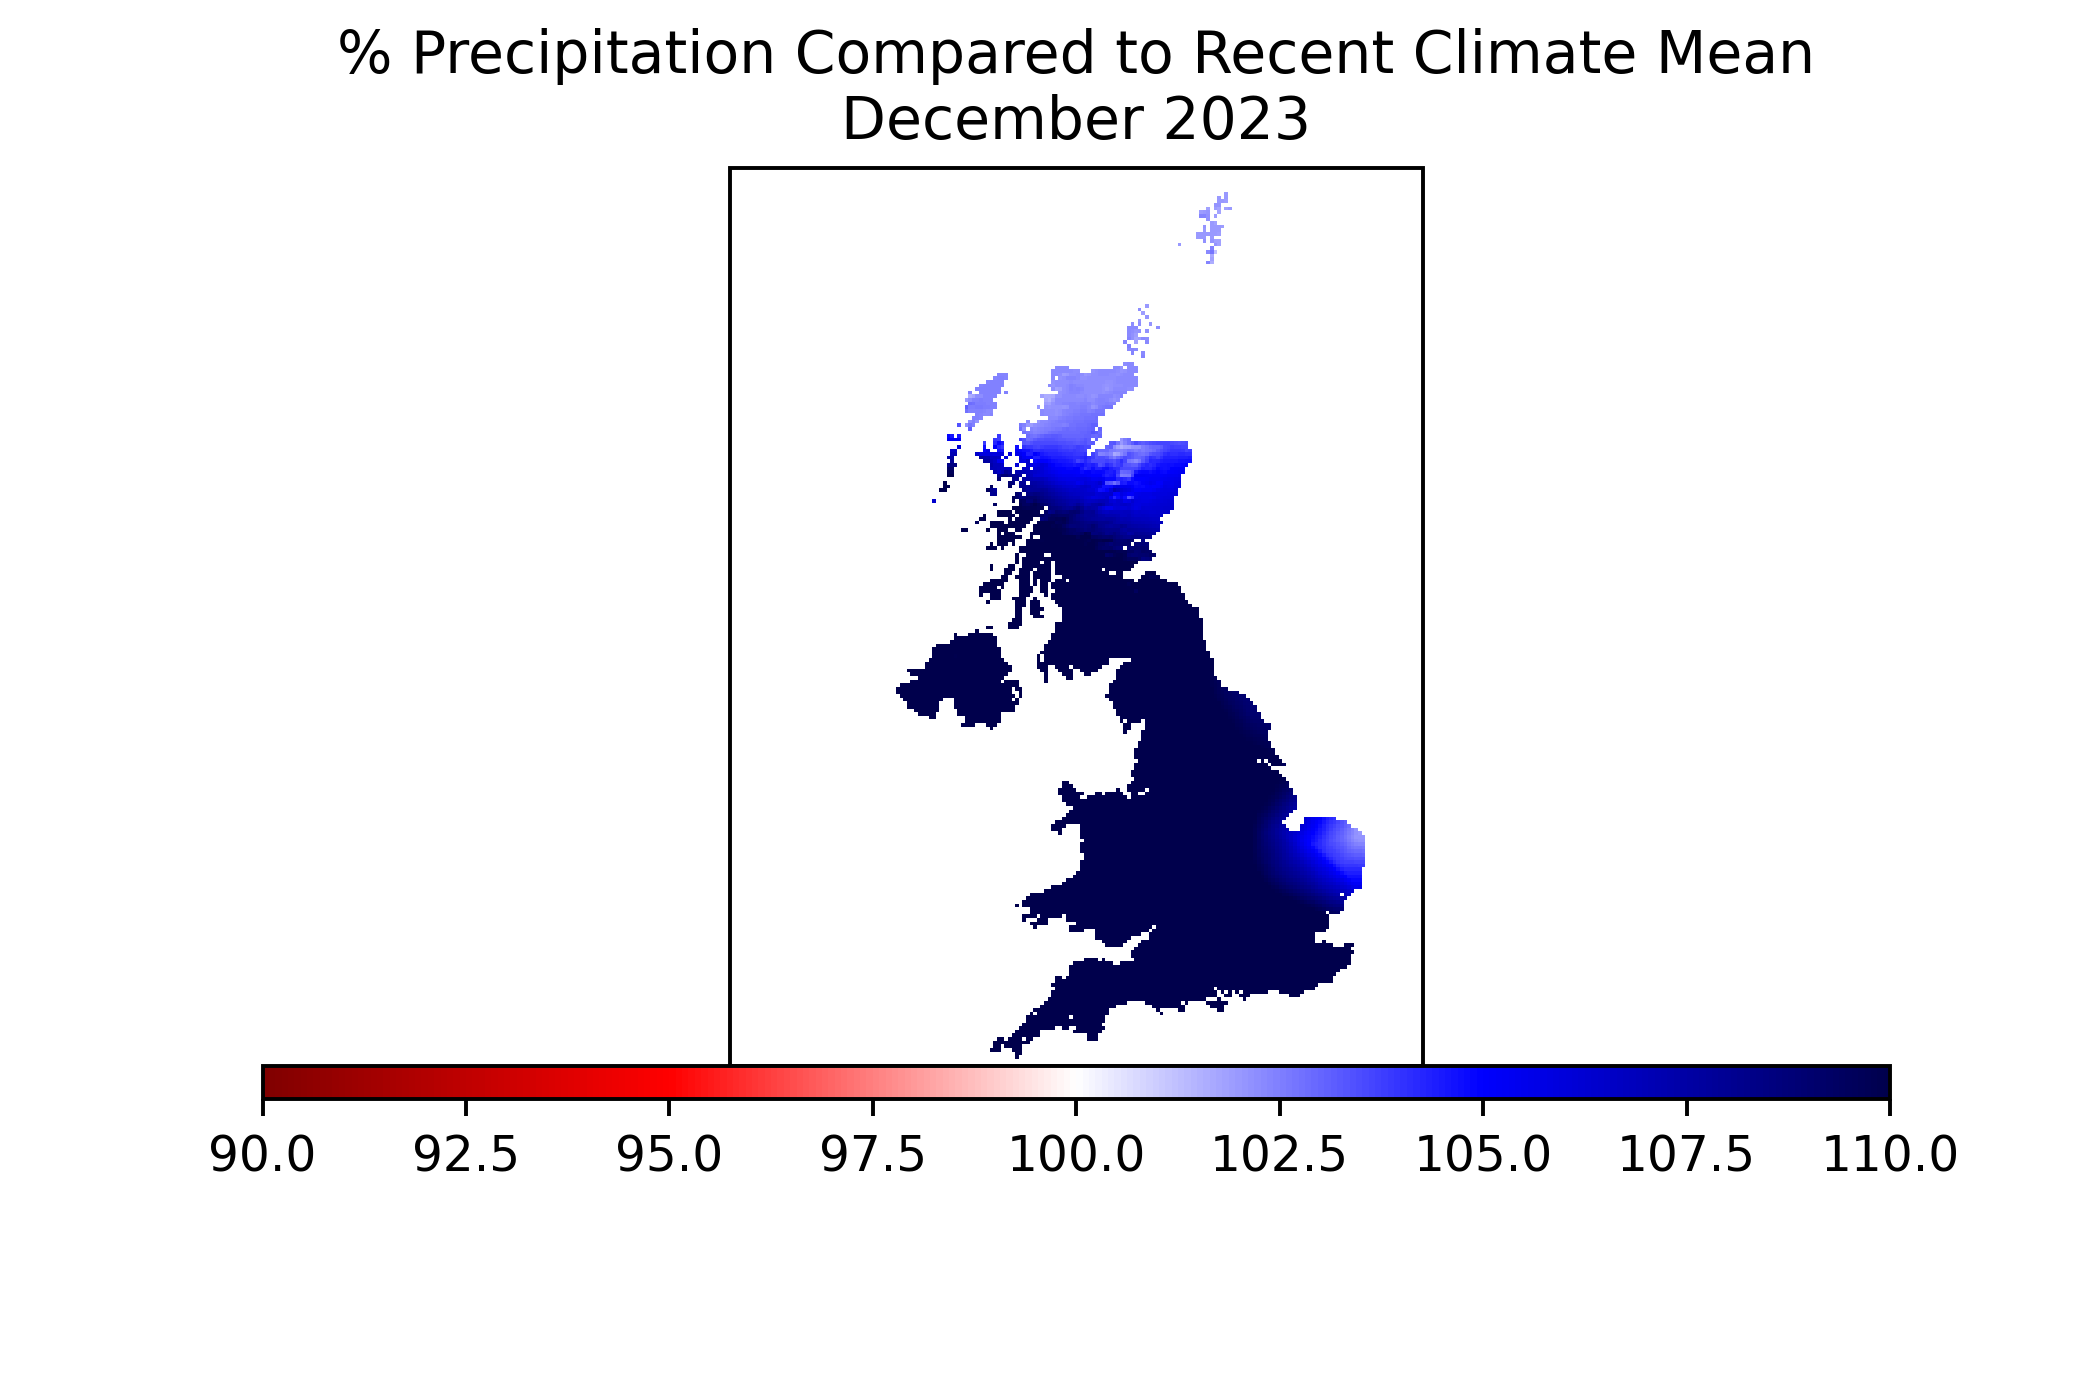 % Precipitation Compared to Recent Climate Mean
December 2023
90.0 92.5 95.0 97.5 100.0 102.5 105.0 107.5 110.0